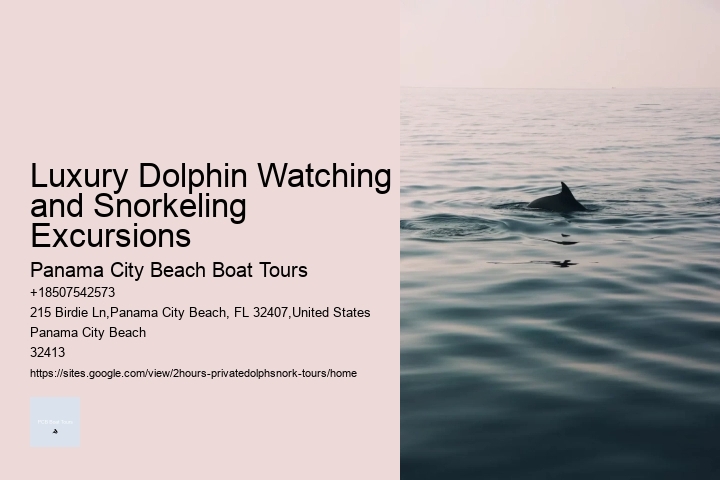 Luxury Dolphin Watching
and Snorkeling
Excursions
Panama City Beach Boat Tours
+18507542573
215 Birdie Ln,Panama City Beach, FL 32407,United States
Panama City Beach
32413
https://sites.google.com/view/2hours-privatedolphsnork-tours/home